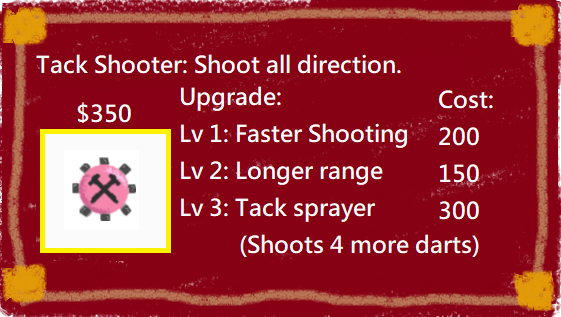 Tack Shooter: Shoot all direction.
$350
Upgrade: Cost:
Lv 1: Faster Shooting 200
Lv 2: Longer range 150
Lv 3: Tack sprayer 300
(Shoots 4 more darts)